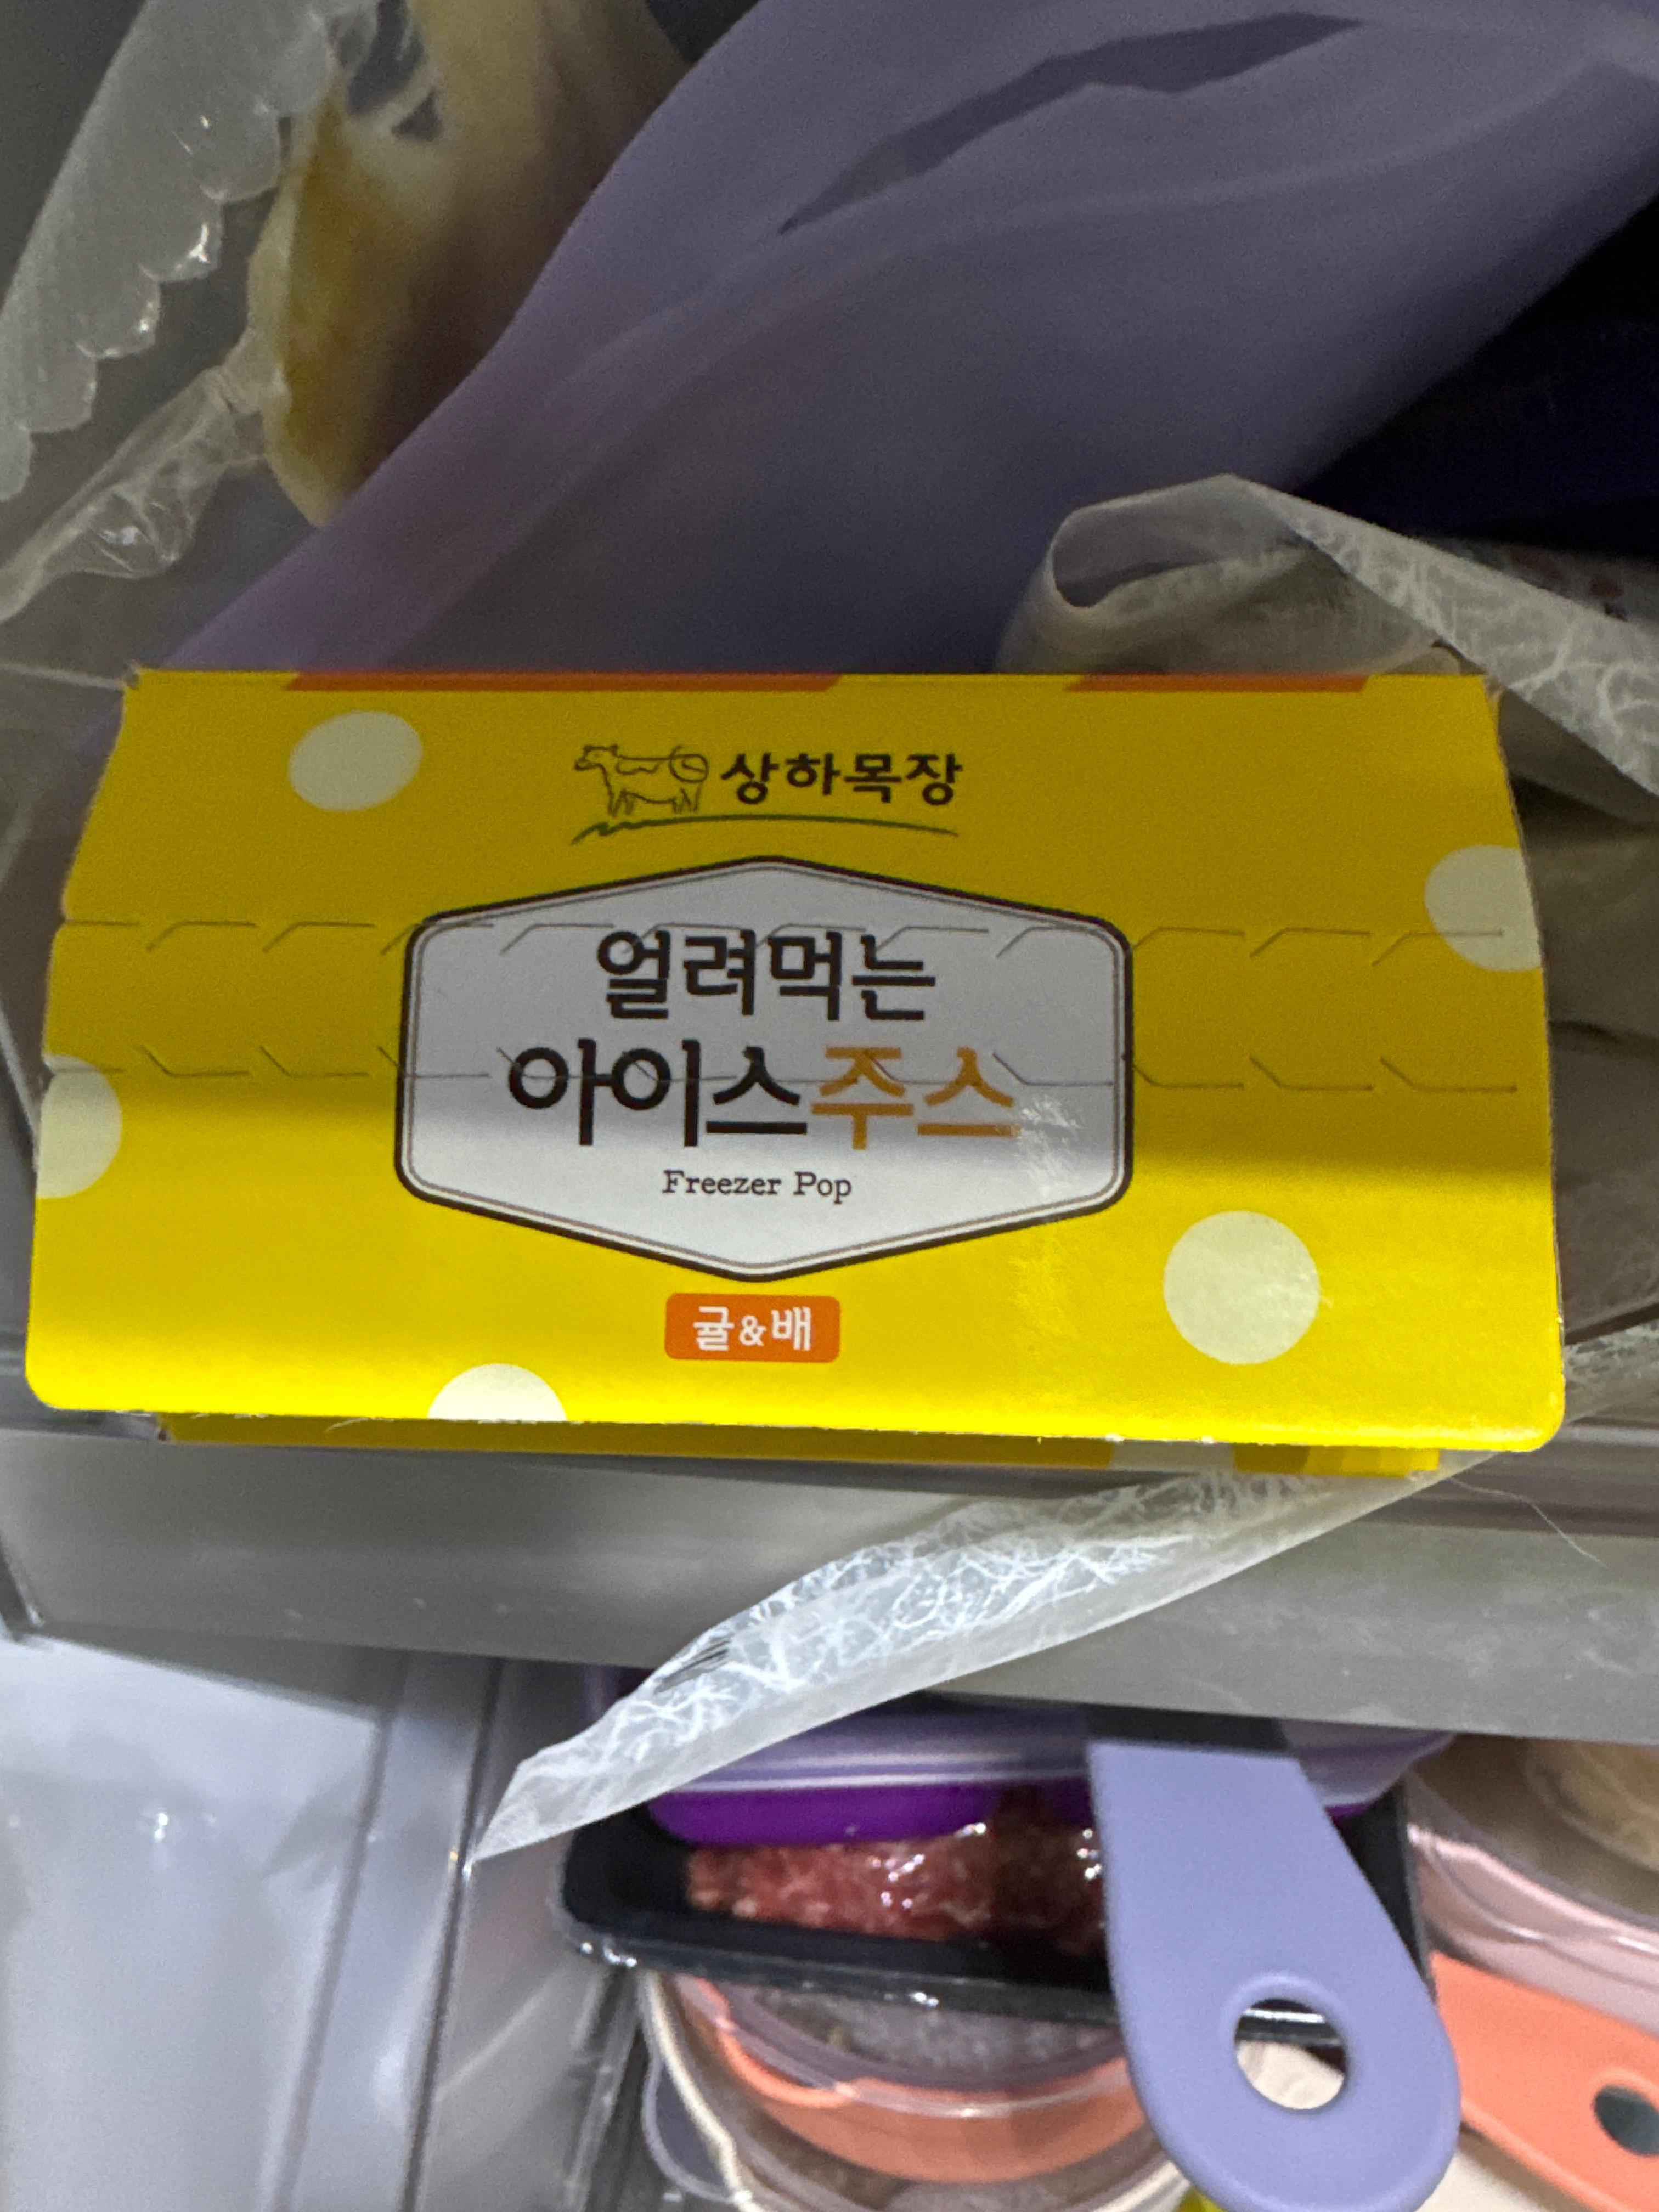 상하목장
얼려먹는
아이스주스
Freezer Pop
귤&배